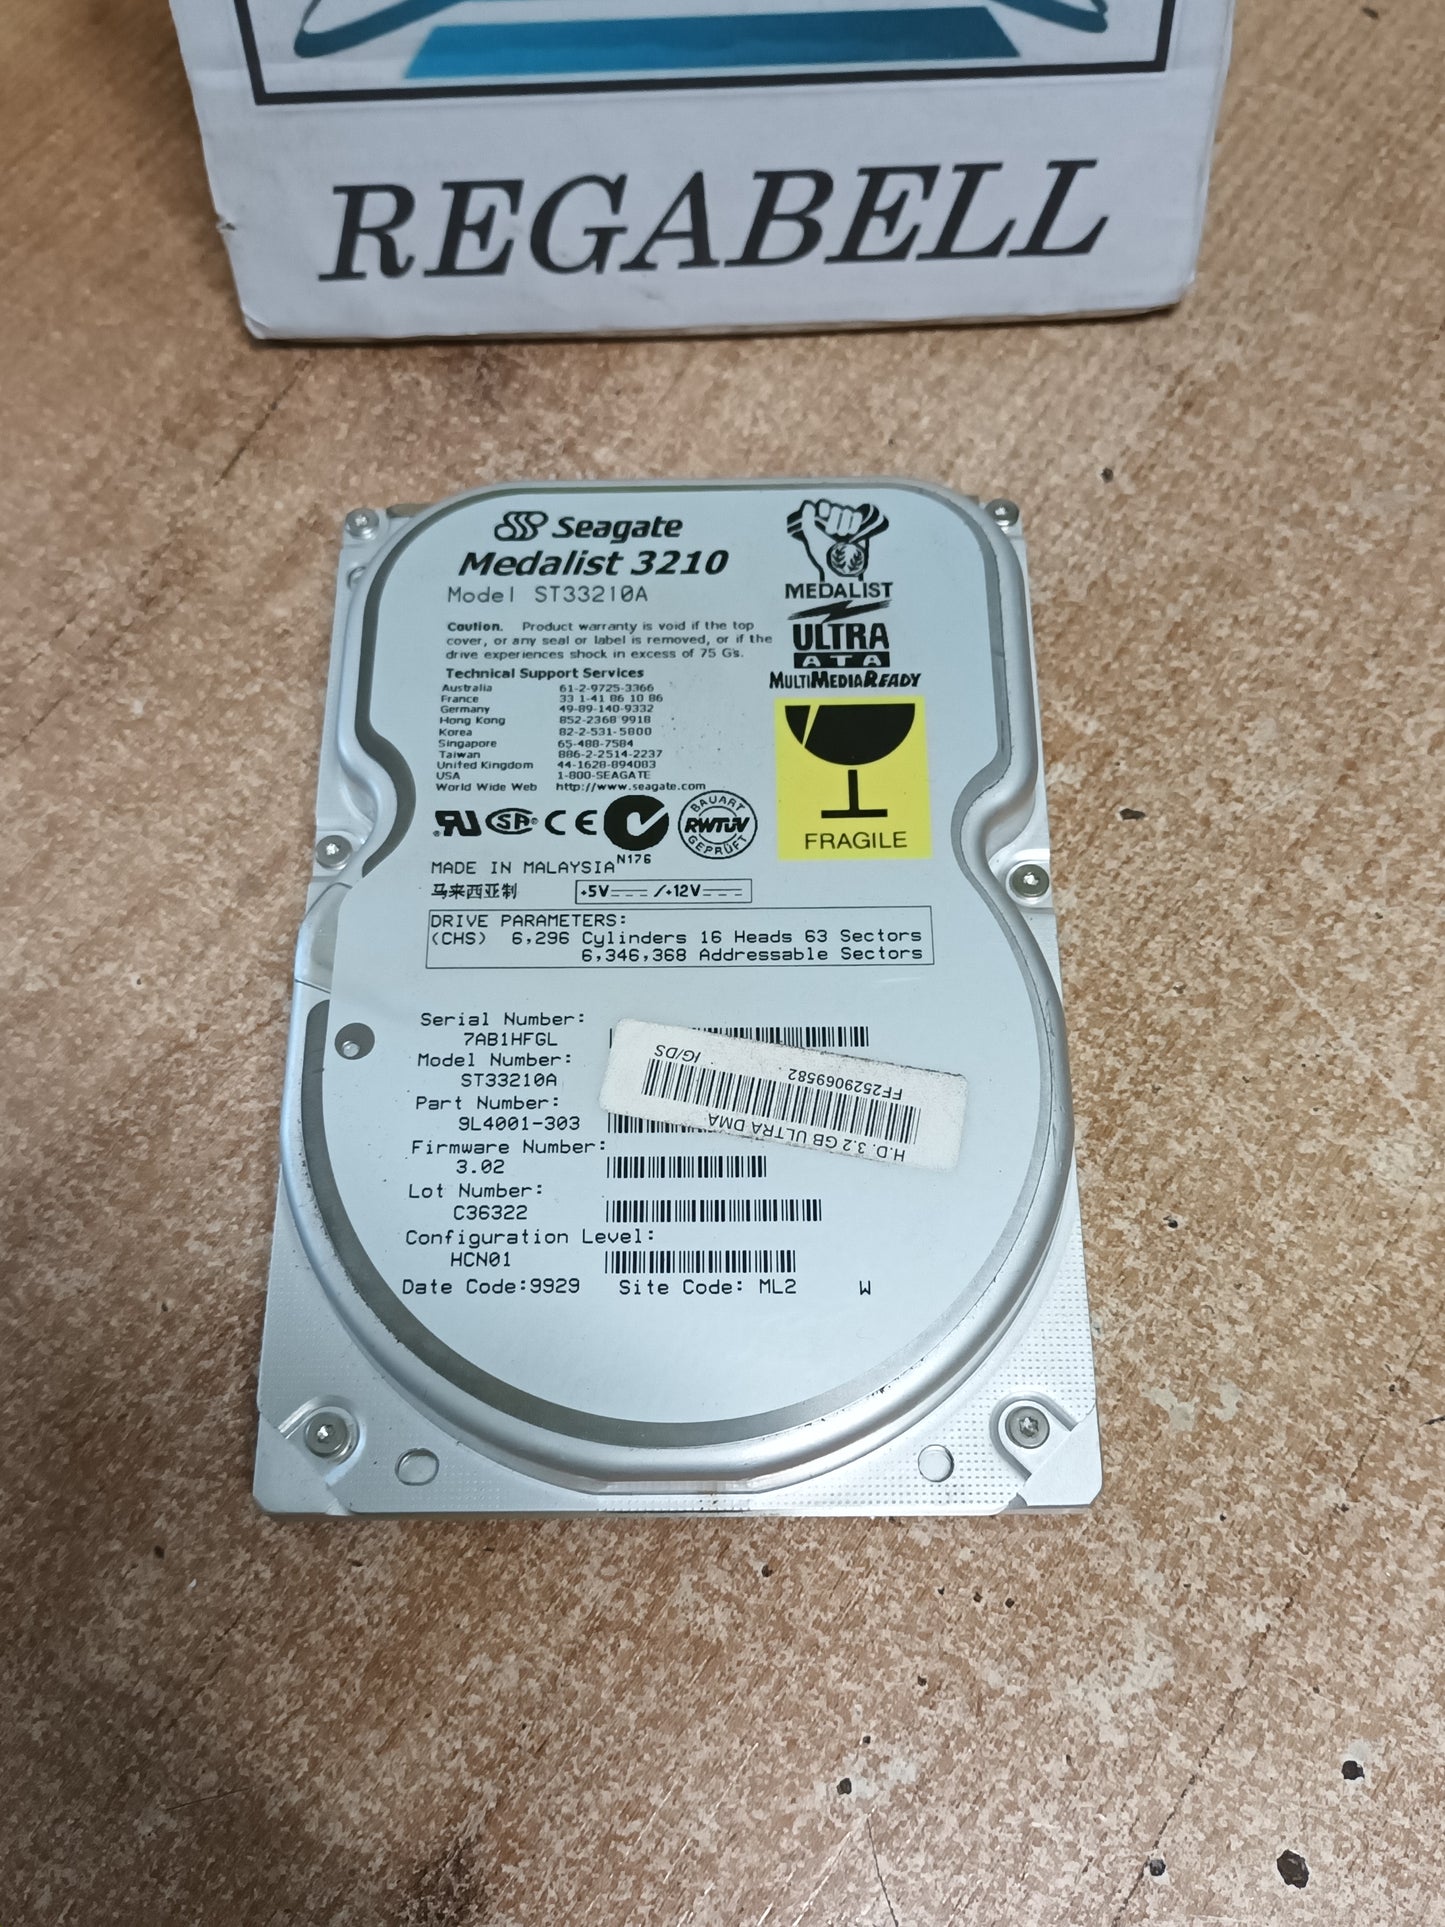 REGABELL
Seagate
Medalist 3210
Model ST33210A
MEDALIST
ULTRA
ATA
MULTIMEDIAREADY
Caution. Product warranty is void if the top
cover, or any seal or label is removed, or if the
drive experiences shock in excess of 75 Gs.
Technical Support Services
Australia 61-2-9725-3366
France 33 1-41 86 10 86
Germany 49-89-140-9332
Hong Kong 852-2368 9918
Korea 82-2-531-5800
Singapore 65-488-7584
Taiwan 886-2-2514-2237
United Kingdom 44-1628-894083
USA 1-800-SEAGATE
World Wide Web http://www.seagate.com
FRAGILE
BAUART
RWTÜV
GEPRÜFT
N176
MADE IN MALAYSIA
马来西亚制
+5V /+12V
DRIVE PARAMETERS:
(CHS) 6,296 Cylinders 16 Heads 63 Sectors
6,346,368 Addressable Sectors
Serial Number:
7AB1HFGL
Model Number:
ST33210A
Part Number:
9L4001-303
Firmware Number:
3.02
Lot Number:
C36322
Configuration Level:
HCN01
Date Code:9929 Site Code: ML2 W
H.D. 3.2 GB ULTRA DMA
FF2529069582 IG/DS